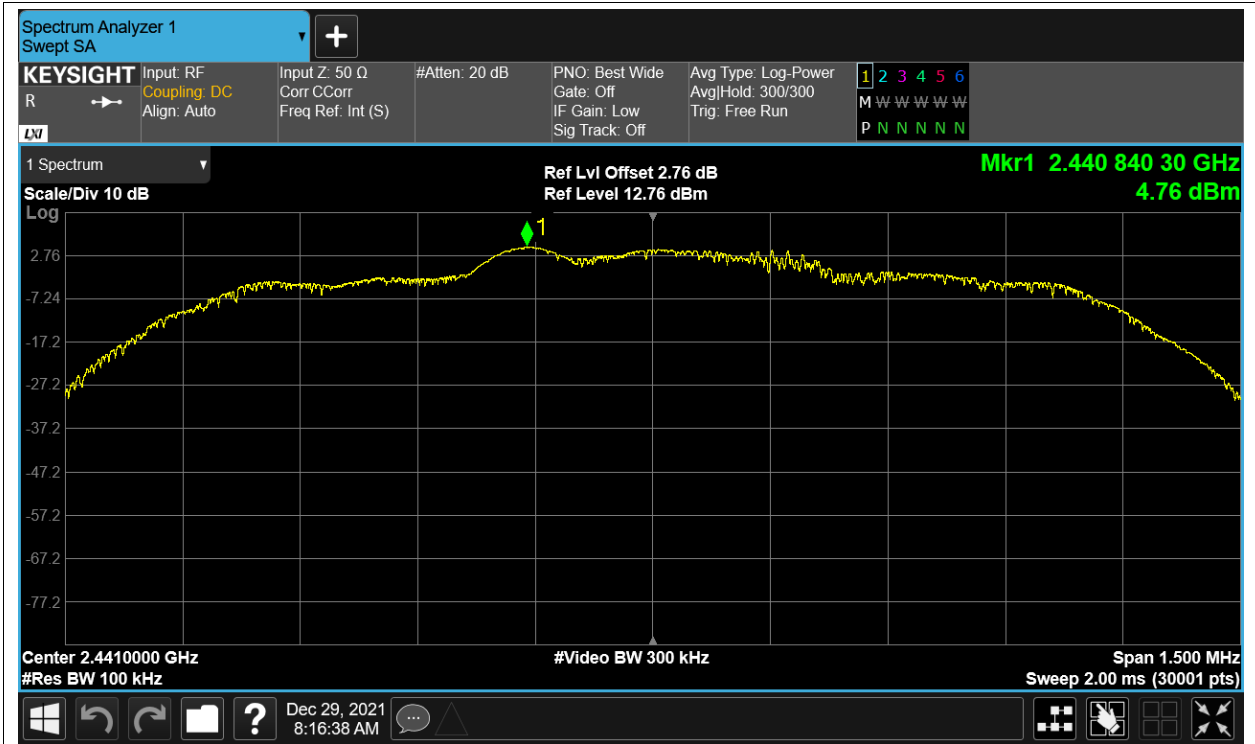 Spectrum Analyzer 1
Swept SA
KEYSIGHT
R
LXI
Input: RF
Coupling: DC
Align: Auto
Input Z: 50 Ω
Corr CCorr
Freq Ref: Int (S)
#Atten: 20 dB
PNO: Best Wide
Gate: Off
IF Gain: Low
Sig Track: Off
Avg Type: Log-Power
Avg|Hold: 300/300
Trig: Free Run
1 2 3 4 5 6
M W W W W W
P N N N N N
1 Spectrum
Scale/Div 10 dB
Log
Ref Lvl Offset 2.76 dB
Ref Level 12.76 dBm
Mkr1 2.440 840 30 GHz
4.76 dBm
1
2.76
-7.24
-17.2
-27.2
-37.2
-47.2
-57.2
-67.2
-77.2
Center 2.4410000 GHz
#Res BW 100 kHz
#Video BW 300 kHz
Span 1.500 MHz
Sweep 2.00 ms (30001 pts)
?
Dec 29, 2021
8:16:38 AM